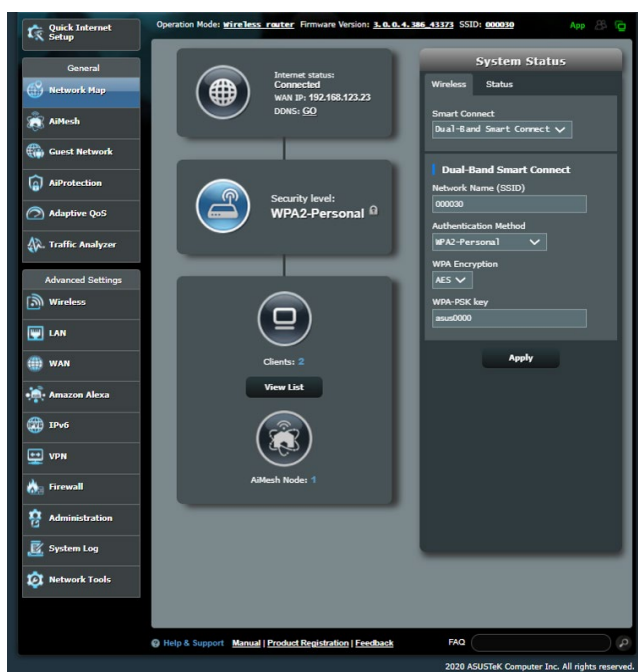 Quick Internet
Setup
Operation Mode: Wireless router Firmware Version: 3.0.0.4.386_43373 SSID: 000030
App
General
Network Map
AiMesh
Guest Network
AiProtection
Adaptive QoS
Traffic Analyzer
Advanced Settings
Wireless
LAN
WAN
Amazon Alexa
IPv6
VPN
Firewall
Administration
System Log
Network Tools
Internet status:
Connected
WAN IP: 192.168.123.23
DDNS: GO
Security level:
WPA2-Personal
Clients: 2
View List
AiMesh Node: 1
System Status
Wireless Status
Smart Connect
Dual-Band Smart Connect
Dual-Band Smart Connect
Network Name (SSID)
000030
Authentication Method
WPA2-Personal
WPA Encryption
AES
WPA-PSK key
asus0000
Apply
Help & Support Manual | Product Registration | Feedback FAQ
2020 ASUSTeK Computer Inc. All rights reserved.